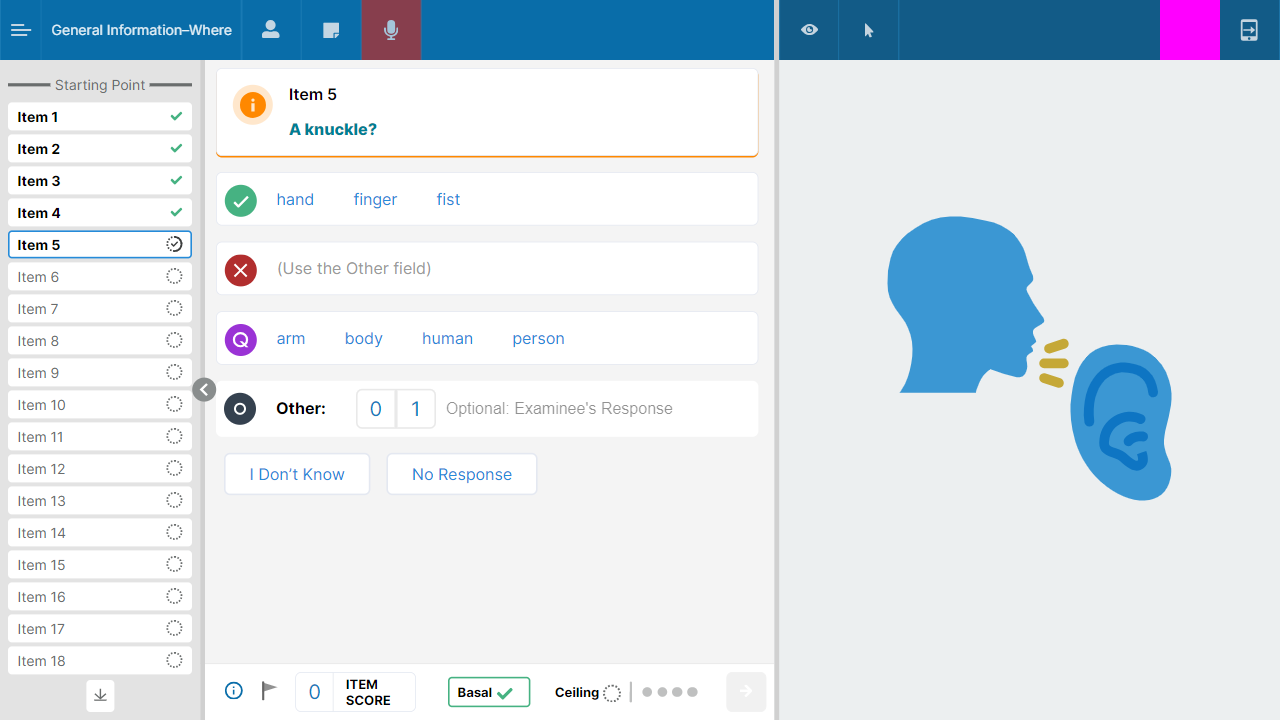 General Information–Where
Starting Point
Item 1
Item 2
Item 3
Item 4
Item 5
Item 6
Item 7
Item 8
Item 9
Item 10
Item 11
Item 12
Item 13
Item 14
Item 15
Item 16
Item 17
Item 18
Item 5
A knuckle?
hand finger fist
(Use the Other field)
Q arm body human person
Other: 0 1 Optional: Examinee's Response
I Don’t Know No Response
0 ITEM SCORE Basal Ceiling